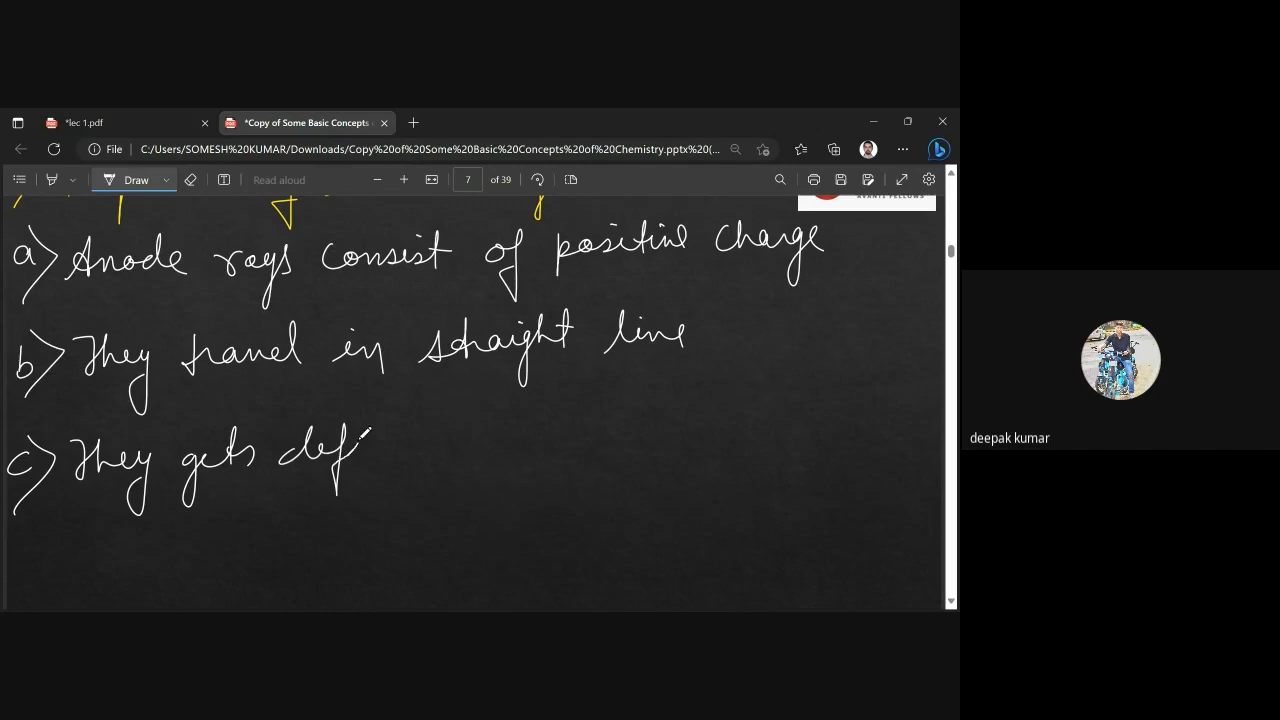 *lec 1.pdf
*Copy of Some Basic Concepts
File
C:/Users/SOMESH%20KUMAR/Downloads/Copy%20of%20Some%20Basic%20Concepts%20of%20Chemistry.pptx%20(...
Draw
Read aloud
7 of 39
AVANTI FELLOWS
a) Anode rays consist of positive charge
b) They travel in straight line
c) They gets def
deepak kumar